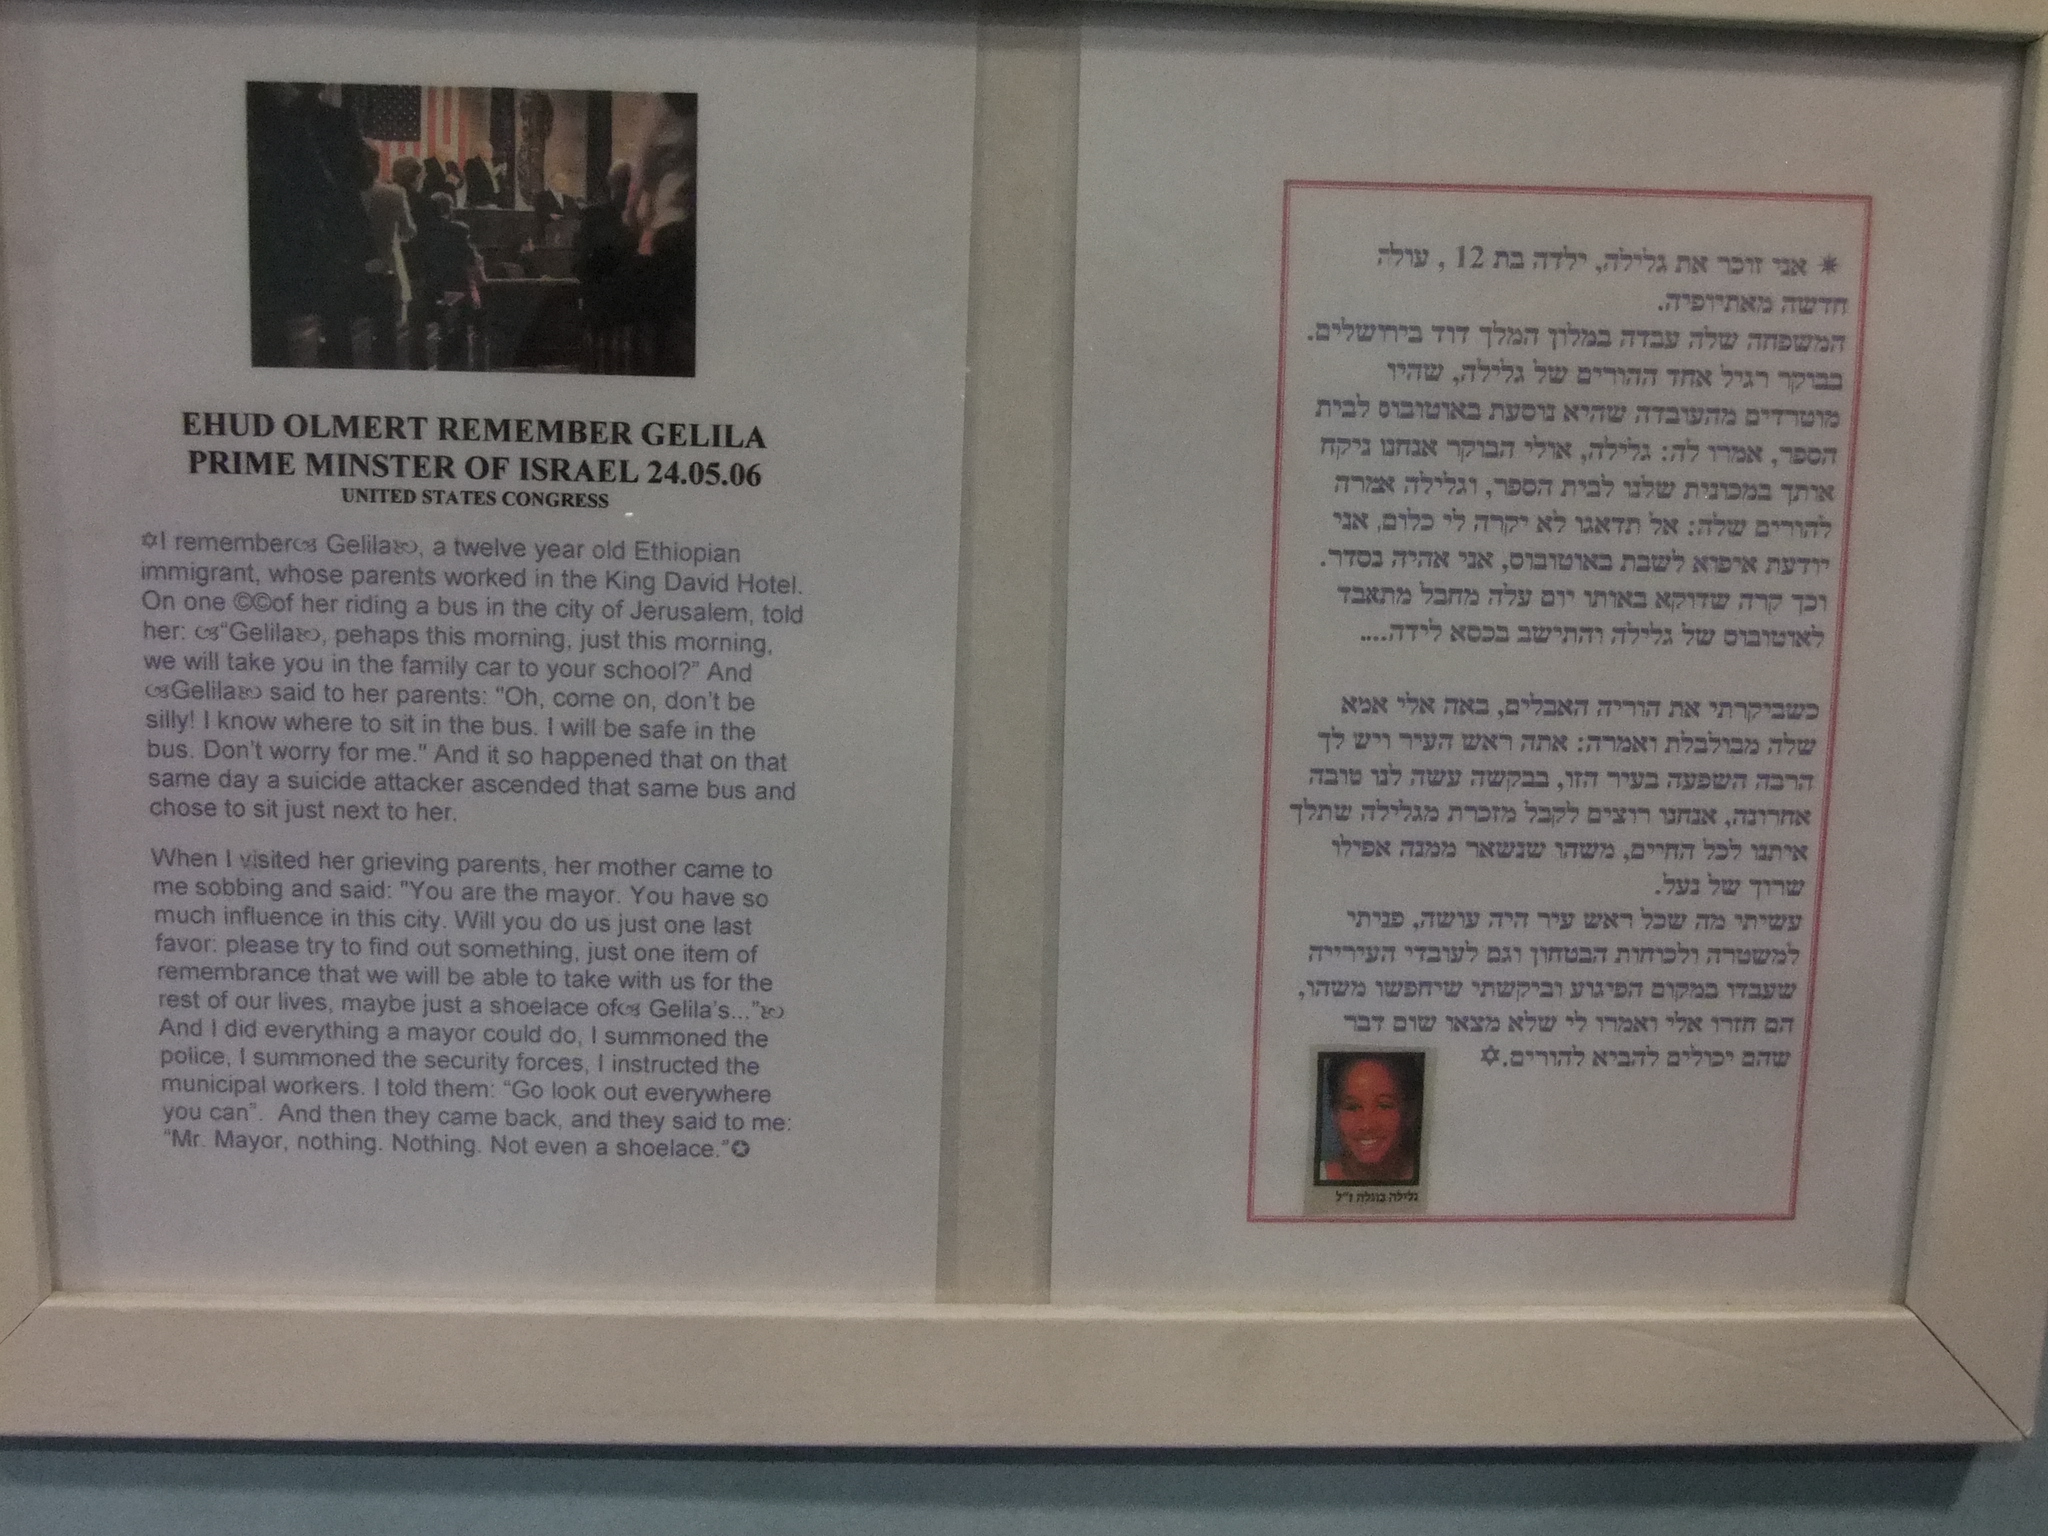 EHUD OLMERT REMEMBER GELILA
PRIME MINSTER OF ISRAEL 24.05.06
UNITED STATES CONGRESS
✡I remember Gelila, a twelve year old Ethiopian
immigrant, whose parents worked in the King David Hotel.
On one ©©of her riding a bus in the city of Jerusalem, told
her: “Gelila, pehaps this morning, just this morning,
we will take you in the family car to your school?” And
Gelila said to her parents: "Oh, come on, don't be
silly! I know where to sit in the bus. I will be safe in the
bus. Don't worry for me." And it so happened that on that
same day a suicide attacker ascended that same bus and
chose to sit just next to her.
When I visited her grieving parents, her mother came to
me sobbing and said: "You are the mayor. You have so
much influence in this city. Will you do us just one last
favor: please try to find out something, just one item of
remembrance that we will be able to take with us for the
rest of our lives, maybe just a shoelace of Gelila's...”
And I did everything a mayor could do, I summoned the
police, I summoned the security forces, I instructed the
municipal workers. I told them: “Go look out everywhere
you can”. And then they came back, and they said to me:
“Mr. Mayor, nothing. Nothing. Not even a shoelace.”✪
✷ אני זוכר את גלילה, ילדה בת 12 , עולה
חדשה מאתיופיה.
המשפחה שלה עבדה במלון המלך דוד בירושלים.
בבוקר רגיל אחד ההורים של גלילה, שהיו
מוטרדים מהעובדה שהיא נוסעת באוטובוס לבית
הספר, אמרו לה: גלילה, אולי הבוקר אנחנו ניקח
אותך במכונית שלנו לבית הספר, וגלילה אמרה
להורים שלה: אל תדאגו לא יקרה לי כלום, אני
יודעת איפוא לשבת באוטובוס, אני אהיה בסדר.
וכך קרה שדוקא באותו יום עלה מחבל מתאבד
לאוטובוס של גלילה והתישב בכסא לידה....
כשביקרתי את הוריה האבלים, באה אלי אמא
שלה מבולבלת ואמרה: אתה ראש העיר ויש לך
הרבה השפעה בעיר הזו, בבקשה עשה לנו טובה
אחרונה, אנחנו רוצים לקבל מזכרת מגלילה שתלך
איתנו לכל החיים, משהו שנשאר ממנה אפילו
שרוך של נעל.
עשיתי מה שכל ראש עיר היה עושה, פניתי
למשטרה ולכוחות הבטחון וגם לעובדי העירייה
שעבדו במקום הפיגוע וביקשתי שיחפשו משהו,
הם חזרו אלי ואמרו לי שלא מצאו שום דבר
שהם יכולים להביא להורים.✡
גלילה בוגלה ז"ל